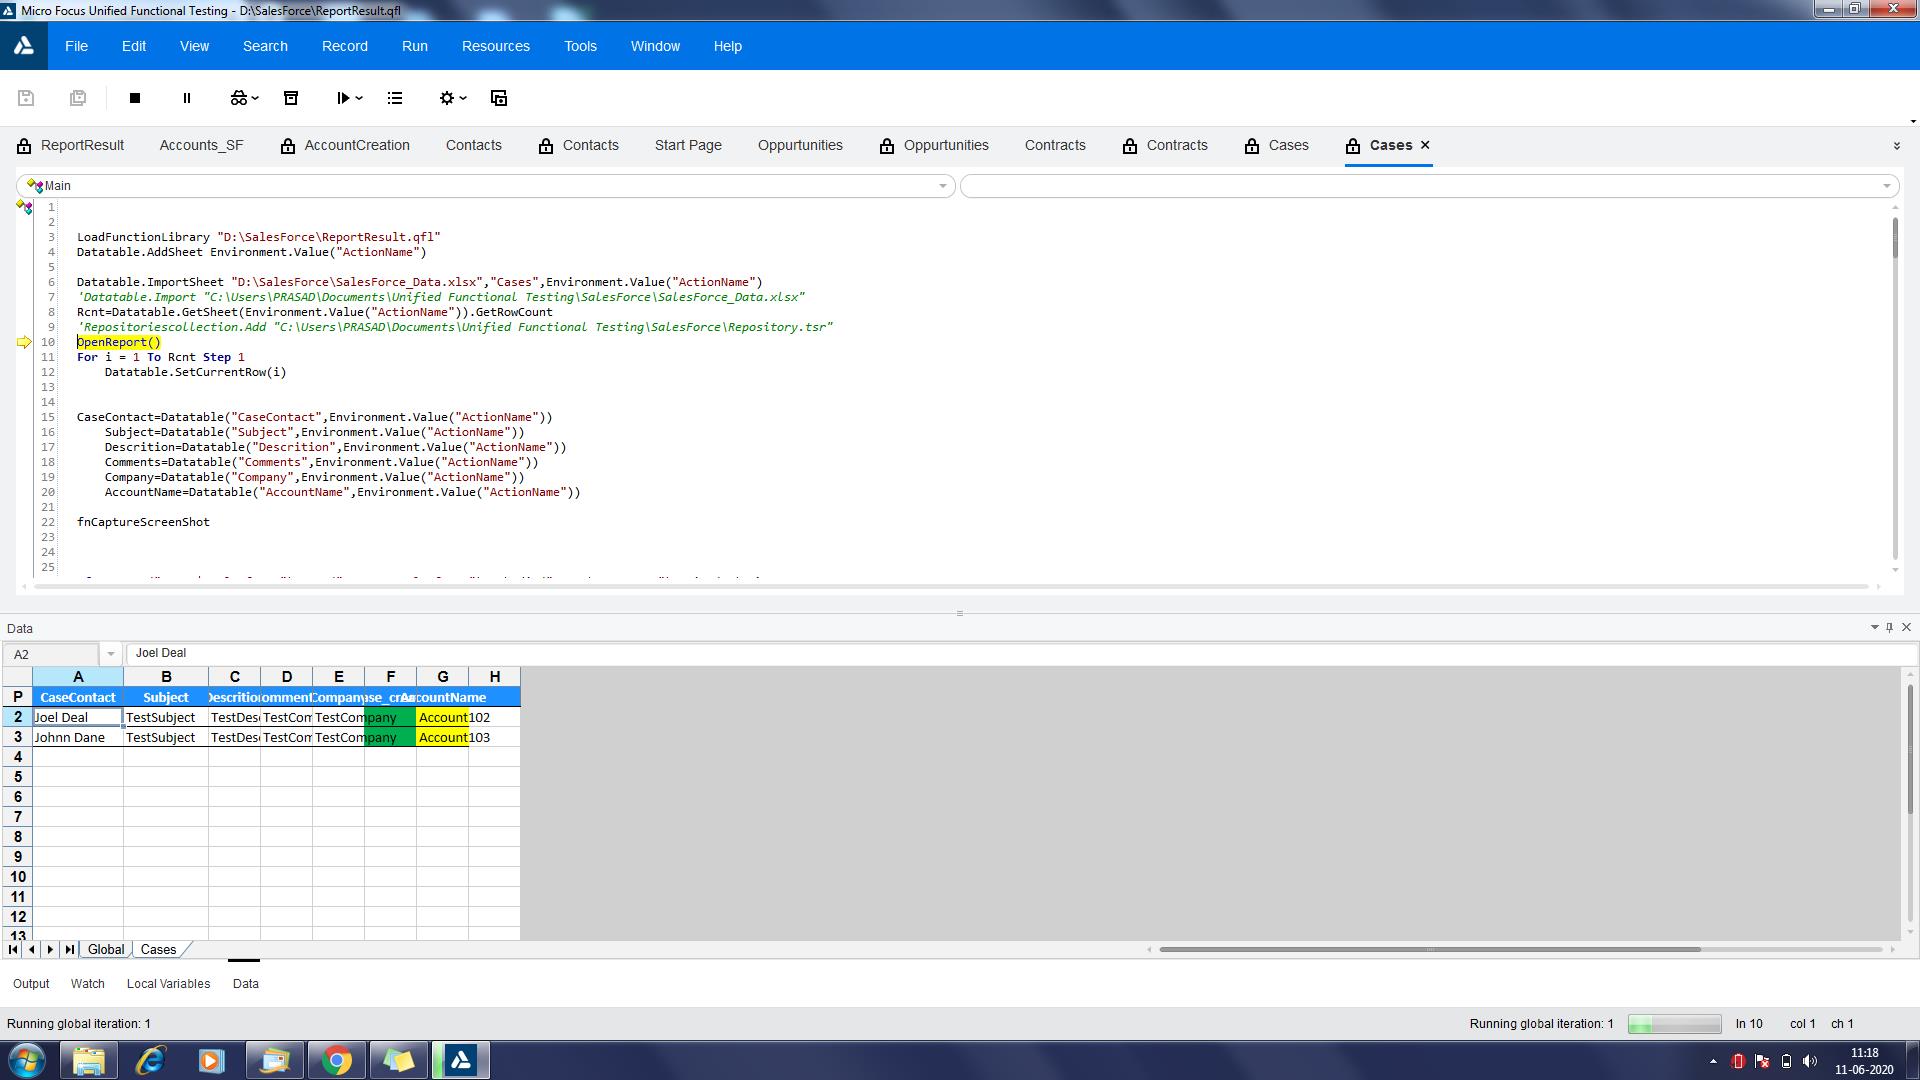 Micro Focus Unified Functional Testing - D:\SalesForce\ReportResult.qfl
File Edit View Search Record Run Resources Tools Window Help
ReportResult Accounts_SF AccountCreation Contacts Contacts Start Page Oppurtunities Oppurtunities Contracts Contracts Cases Cases
Main
1
2
3 LoadFunctionLibrary "D:\SalesForce\ReportResult.qfl"
4 Datatable.AddSheet Environment.Value("ActionName")
5
6 Datatable.ImportSheet "D:\SalesForce\SalesForce_Data.xlsx","Cases",Environment.Value("ActionName")
7 'Datatable.Import "C:\Users\PRASAD\Documents\Unified Functional Testing\SalesForce\SalesForce_Data.xlsx"
8 Rcnt=Datatable.GetSheet(Environment.Value("ActionName")).GetRowCount
9 'Repositoriescollection.Add "C:\Users\PRASAD\Documents\Unified Functional Testing\SalesForce\Repository.tsr"
10 OpenReport()
11 For i = 1 To Rcnt Step 1
12 Datatable.SetCurrentRow(i)
13
14
15 CaseContact=Datatable("CaseContact",Environment.Value("ActionName"))
16 Subject=Datatable("Subject",Environment.Value("ActionName"))
17 Descrition=Datatable("Descrition",Environment.Value("ActionName"))
18 Comments=Datatable("Comments",Environment.Value("ActionName"))
19 Company=Datatable("Company",Environment.Value("ActionName"))
20 AccountName=Datatable("AccountName",Environment.Value("ActionName"))
21
22 fnCaptureScreenShot
23
24
25
Data
A2 Joel Deal
A B C D E F G H
P CaseContact Subject Descrition omment Company ase_crea AccountName
2 Joel Deal TestSubject TestDesc TestCom TestCompany Account102
3 Johnn Dane TestSubject TestDesc TestCom TestCompany Account103
4
5
6
7
8
9
10
11
12
13
Global Cases
Output Watch Local Variables Data
Running global iteration: 1 Running global iteration: 1 ln 10 col 1 ch 1
11:18
11-06-2020